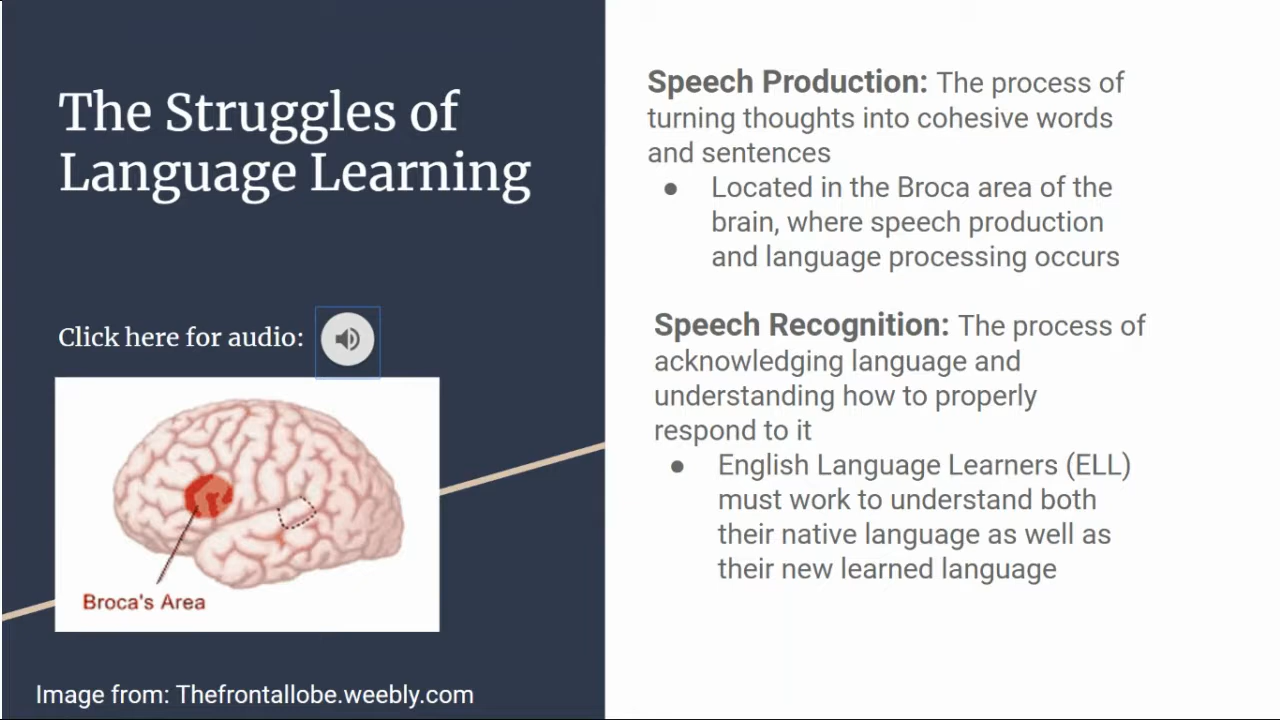 The Struggles of
Language Learning
Click here for audio:
Broca's Area
Image from: Thefrontallobe.weebly.com
Speech Production: The process of
turning thoughts into cohesive words
and sentences
● Located in the Broca area of the
brain, where speech production
and language processing occurs
Speech Recognition: The process of
acknowledging language and
understanding how to properly
respond to it
● English Language Learners (ELL)
must work to understand both
their native language as well as
their new learned language